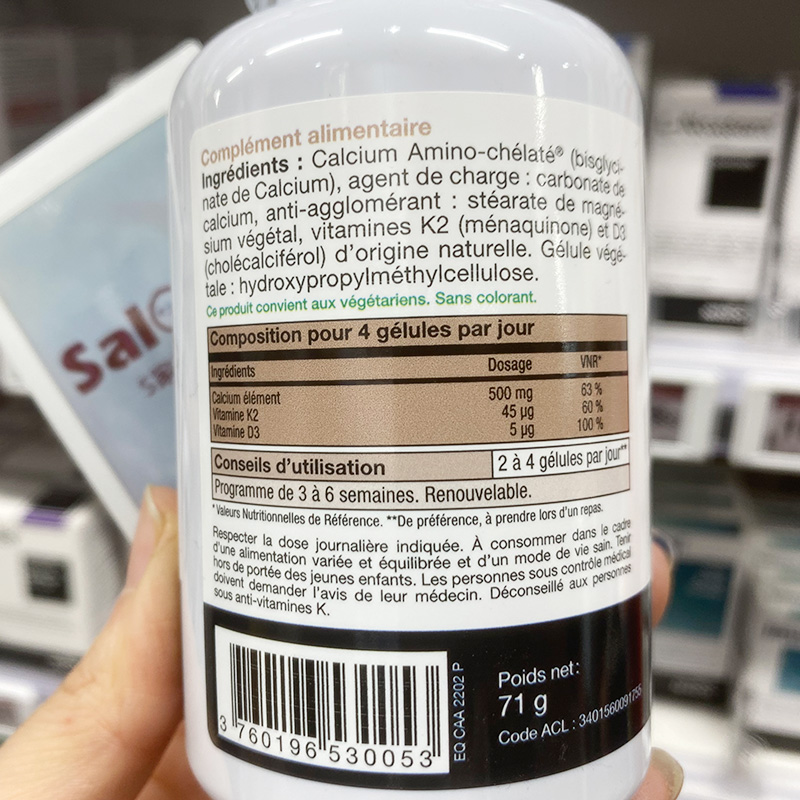 Complément alimentaire
Ingrédients : Calcium Amino-chélaté® (bisglyci-
nate de Calcium), agent de charge : carbonate de
calcium, anti-agglomérant : stéarate de magné-
sium végétal, vitamines K2 (ménaquinone) et D3
(cholécalciférol) d'origine naturelle. Gélule végé-
tale : hydroxypropylméthylcellulose.
Ce produit convient aux végétariens. Sans colorant.
Composition pour 4 gélules par jour
Ingrédients Dosage VNR*
Calcium élément 500 mg 63 %
Vitamine K2 45 µg 60 %
Vitamine D3 5 µg 100 %
Conseils d'utilisation 2 à 4 gélules par jour**
Programme de 3 à 6 semaines. Renouvelable.
* Valeurs Nutritionnelles de Référence. **De préférence, à prendre lors d'un repas.
Respecter la dose journalière indiquée. À consommer dans le cadre
d'une alimentation variée et équilibrée et d'un mode de vie sain. Tenir
hors de portée des jeunes enfants. Les personnes sous contrôle médical
doivent demander l'avis de leur médecin. Déconseillé aux personnes
sous anti-vitamines K.
3 760196 530053
EQ CAA 2202 P
Poids net:
71 g
Code ACL : 3401560091755
Sal